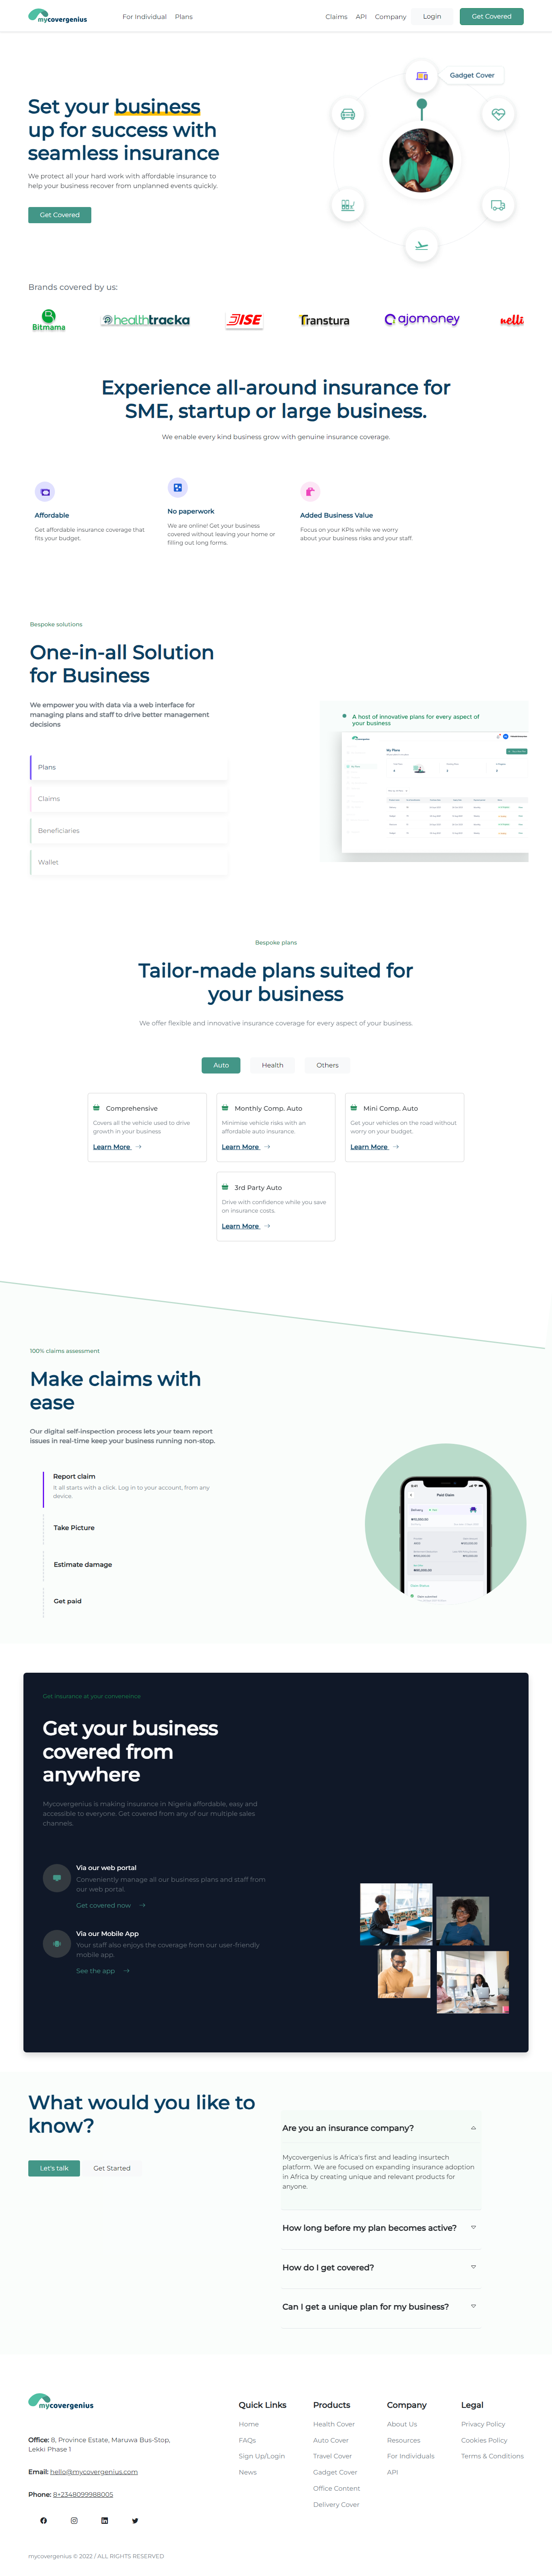 mycovergenius
For Individual
Plans
Claims
API
Company
Login
Get Covered
Gadget Cover
Set your business
up for success with
seamless insurance
We protect all your hard work with affordable insurance to
help your business recover from unplanned events quickly.
Get Covered
Brands covered by us:
Bitmama
healthtracka
JISE
Transtura
ajomoney
nelli
Experience all-around insurance for
SME, startup or large business.
We enable every kind business grow with genuine insurance coverage.
Affordable
Get affordable insurance coverage that
fits your budget.
No paperwork
We are online! Get your business
covered without leaving your home or
filling out long forms.
Added Business Value
Focus on your KPIs while we worry
about your business risks and your staff.
Bespoke solutions
One-in-all Solution
for Business
We empower you with data via a web interface for
managing plans and staff to drive better management
decisions
Plans
Claims
Beneficiaries
Wallet
A host of innovative plans for every aspect of
your business
My Plans
Bespoke plans
Tailor-made plans suited for
your business
We offer flexible and innovative insurance coverage for every aspect of your business.
Auto
Health
Others
Comprehensive
Covers all the vehicle used to drive
growth in your business
Learn More
Monthly Comp. Auto
Minimise vehicle risks with an
affordable auto insurance.
Learn More
Mini Comp. Auto
Get your vehicles on the road without
worry on your budget.
Learn More
3rd Party Auto
Drive with confidence while you save
on insurance costs.
Learn More
100% claims assessment
Make claims with
ease
Our digital self-inspection process lets your team report
issues in real-time keep your business running non-stop.
Report claim
It all starts with a click. Log in to your account, from any
device.
Take Picture
Estimate damage
Get paid
Paid Claim
Get insurance at your convenience
Get your business
covered from
anywhere
Mycovergenius is making insurance in Nigeria affordable, easy and
accessible to everyone. Get covered from any of our multiple sales
channels.
Via our web portal
Conveniently manage all our business plans and staff from
our web portal.
Get covered now
Via our Mobile App
Your staff also enjoys the coverage from our user-friendly
mobile app.
See the app
What would you like to
know?
Let's talk
Get Started
Are you an insurance company?
Mycovergenius is Africa's first and leading insurtech
platform. We are focused on expanding insurance adoption
in Africa by creating unique and relevant products for
anyone.
How long before my plan becomes active?
How do I get covered?
Can I get a unique plan for my business?
mycovergenius
Office: 8, Province Estate, Maruwa Bus-Stop,
Lekki Phase 1
Email: hello@mycovergenius.com
Phone: 8+2348099988005
Quick Links
Home
FAQs
Sign Up/Login
News
Products
Health Cover
Auto Cover
Travel Cover
Gadget Cover
Office Content
Delivery Cover
Company
About Us
Resources
For Individuals
API
Legal
Privacy Policy
Cookies Policy
Terms & Conditions
mycovergenius © 2022 / ALL RIGHTS RESERVED